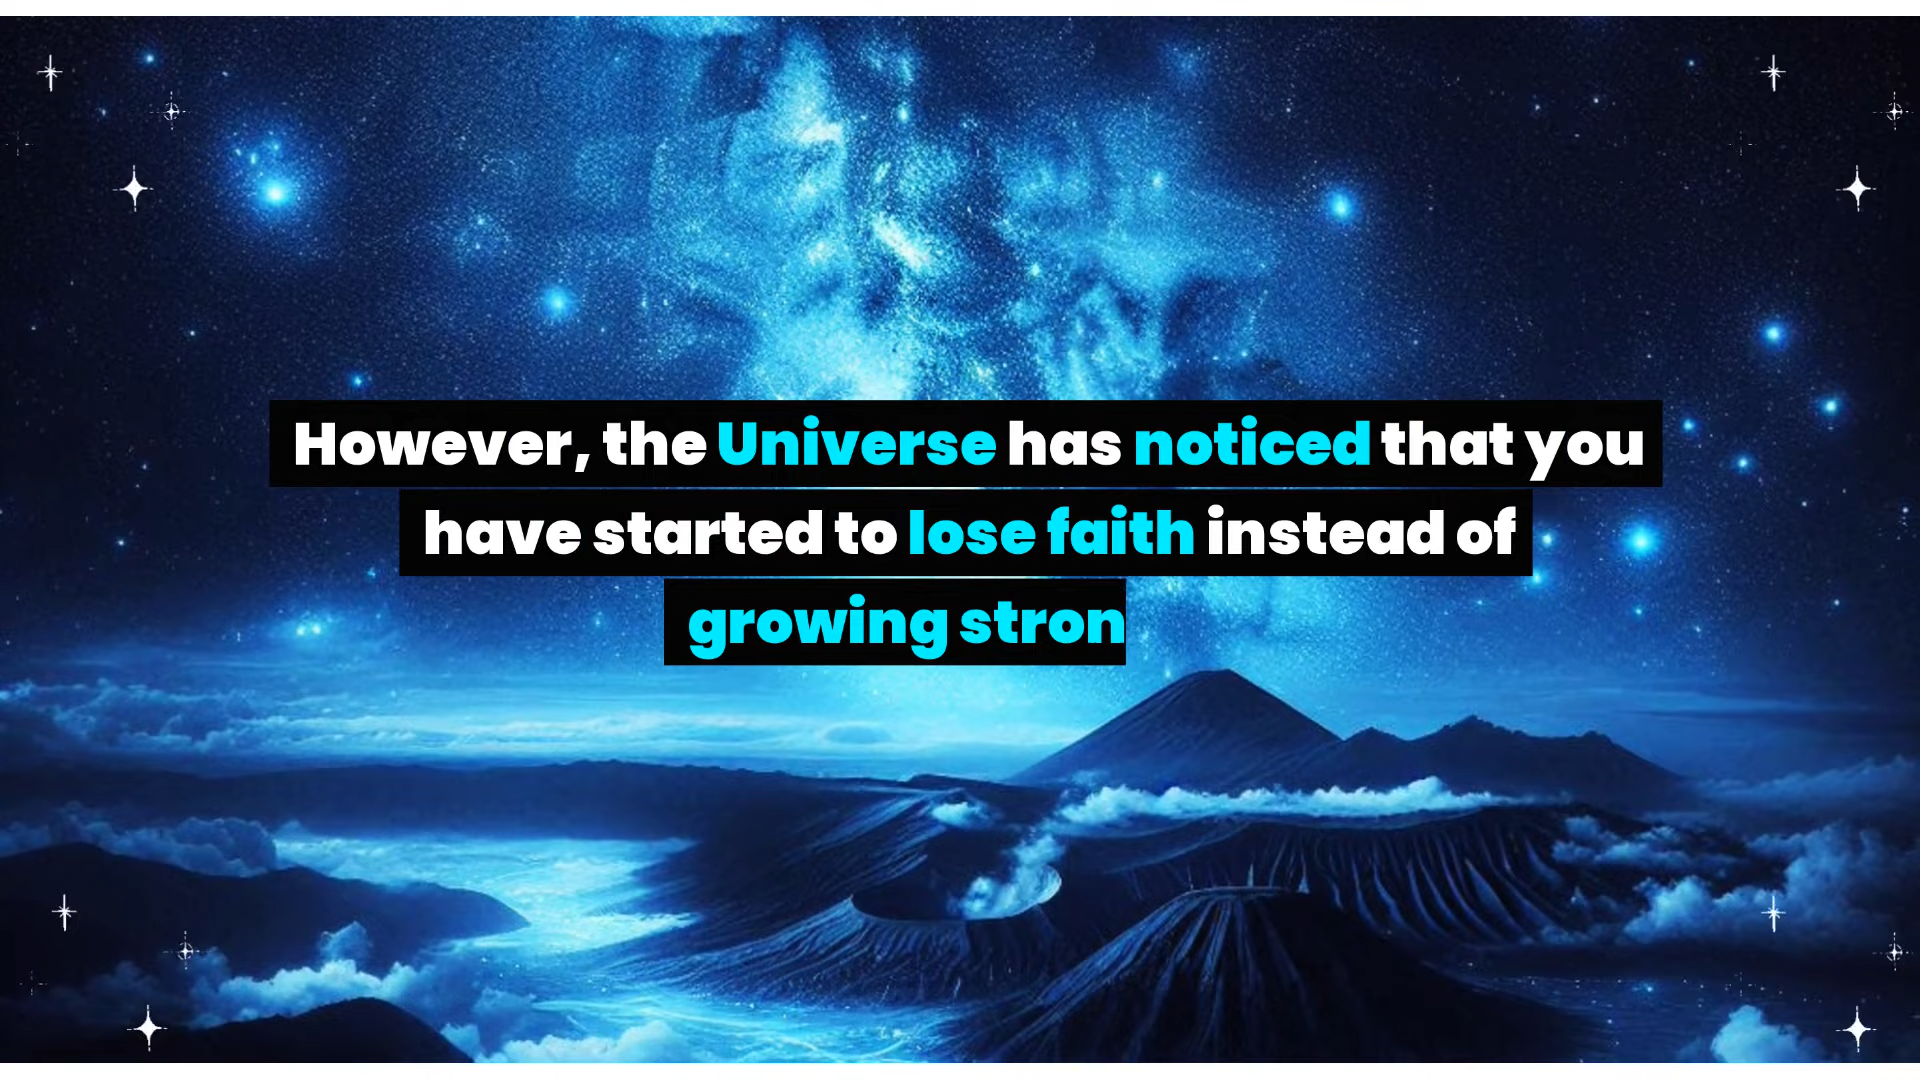 However, the Universe has noticed that you
have started to lose faith instead of
growing stron